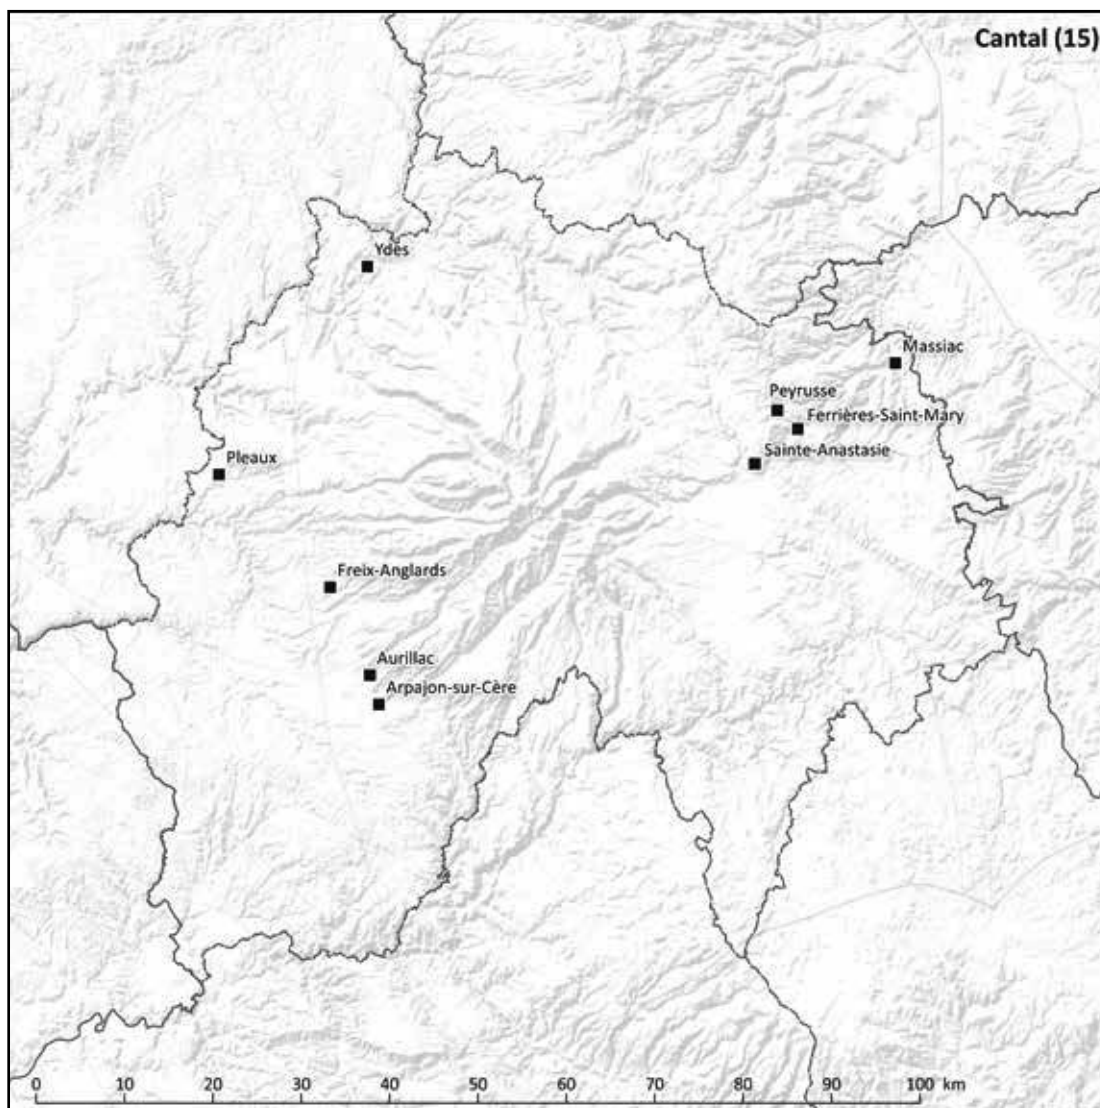 Cantal (15)
Ydes
Massiac
Peyrusse
Ferrières-Saint-Mary
Sainte-Anastasie
Pleaux
Freix-Anglards
Aurillac
Arpajon-sur-Cère
0 10 20 30 40 50 60 70 80 90 100 km